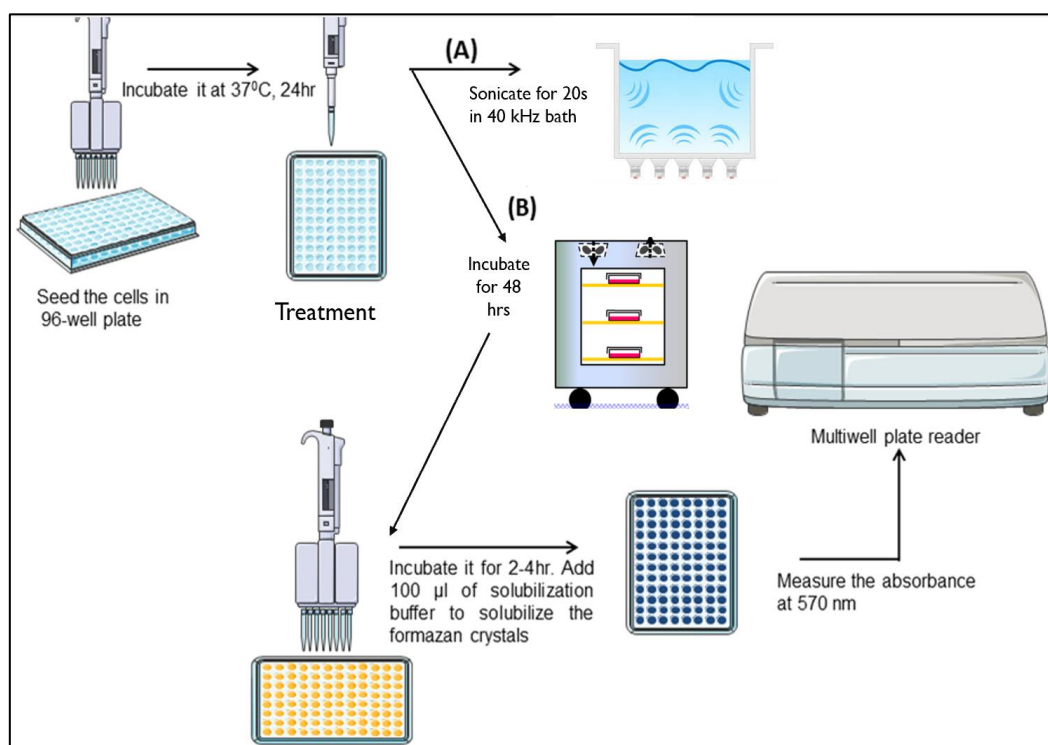 Incubate it at 37⁰C, 24hr
(A)
Sonicate for 20s
in 40 kHz bath
Seed the cells in
96-well plate
Treatment
(B)
Incubate
for 48
hrs
Multiwell plate reader
Incubate it for 2-4hr. Add
100 µl of solubilization
buffer to solubilize the
formazan crystals
Measure the absorbance
at 570 nm